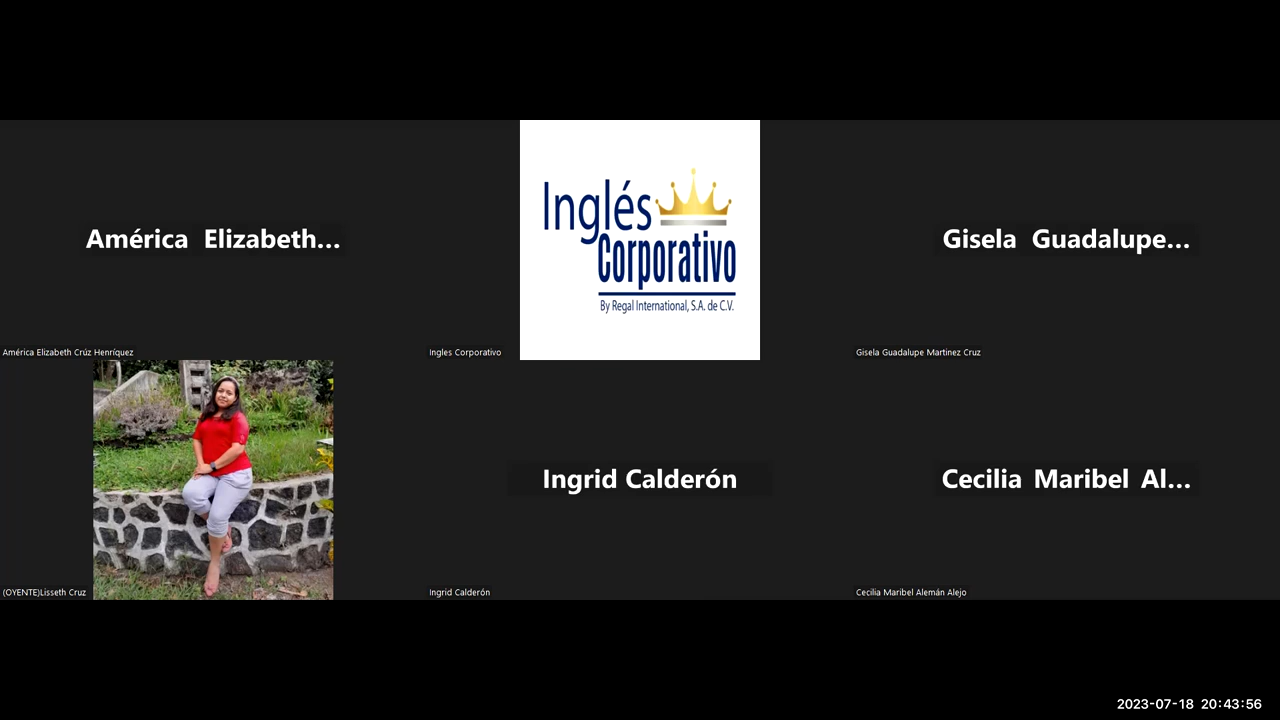 América Elizabeth...
Inglés
Corporativo
By Regal International, S.A. de C.V.
Gisela Guadalupe...
América Elizabeth Crúz Henríquez
Ingles Corporativo
Gisela Guadalupe Martinez Cruz
Ingrid Calderón
Cecilia Maribel Al...
(OYENTE)Lisseth Cruz
Ingrid Calderón
Cecilia Maribel Alemán Alejo
2023-07-18 20:43:56